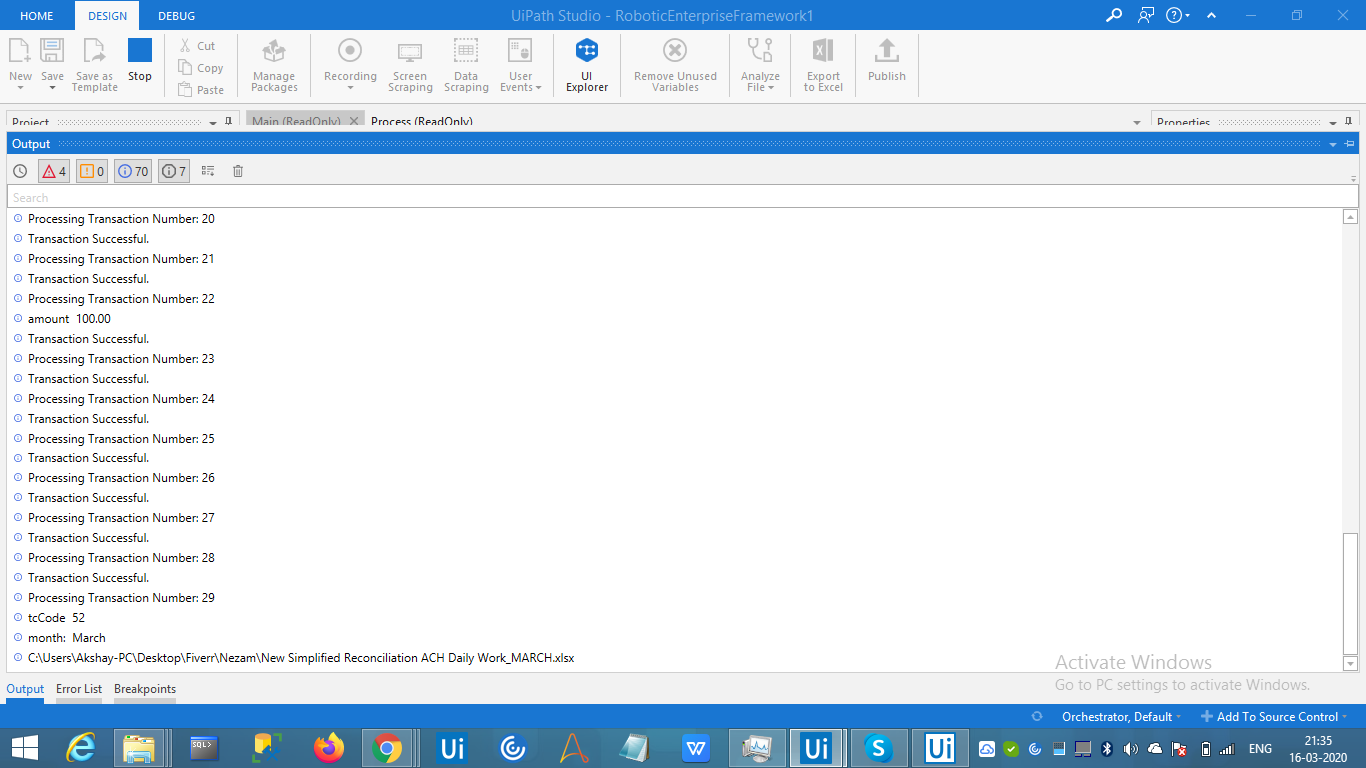 HOME DESIGN DEBUG UiPath Studio - RoboticEnterpriseFramework1
New Save Save as Template Stop Cut Copy Paste Manage Packages Recording Screen Scraping Data Scraping User Events UI Explorer Remove Unused Variables Analyze File Export to Excel Publish
Project Main (ReadOnly) Process (ReadOnly) Properties
Output
4 0 70 7
Search
Processing Transaction Number: 20
Transaction Successful.
Processing Transaction Number: 21
Transaction Successful.
Processing Transaction Number: 22
amount  100.00
Transaction Successful.
Processing Transaction Number: 23
Transaction Successful.
Processing Transaction Number: 24
Transaction Successful.
Processing Transaction Number: 25
Transaction Successful.
Processing Transaction Number: 26
Transaction Successful.
Processing Transaction Number: 27
Transaction Successful.
Processing Transaction Number: 28
Transaction Successful.
Processing Transaction Number: 29
tcCode  52
month:  March
C:\Users\Akshay-PC\Desktop\Fiverr\Nezam\New Simplified Reconciliation ACH Daily Work_MARCH.xlsx
Activate Windows
Go to PC settings to activate Windows.
Output Error List Breakpoints
Orchestrator, Default Add To Source Control
SQL> Ui W Ui S Ui ENG 21:35
16-03-2020